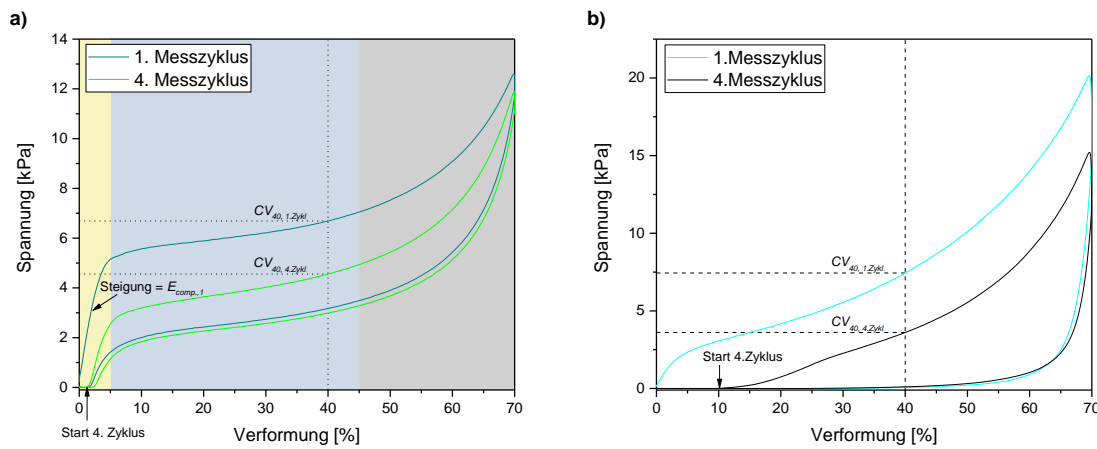 a)
14
12
10
8
6
4
2
0
Spannung [kPa]
1. Messzyklus
4. Messzyklus
CV40, 1.Zykl
CV40, 4.Zykl
Steigung = Ecomp.,1
0 10 20 30 40 50 60 70
Start 4. Zyklus
Verformung [%]
b)
20
15
10
5
0
Spannung [kPa]
1.Messzyklus
4.Messzyklus
CV40, 1.Zykl
CV40, 4.Zykl.
Start 4.Zyklus
0 10 20 30 40 50 60 70
Verformung [%]